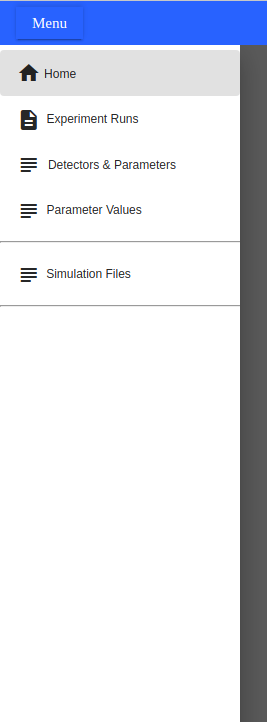 Menu
Home
Experiment Runs
Detectors & Parameters
Parameter Values
Simulation Files